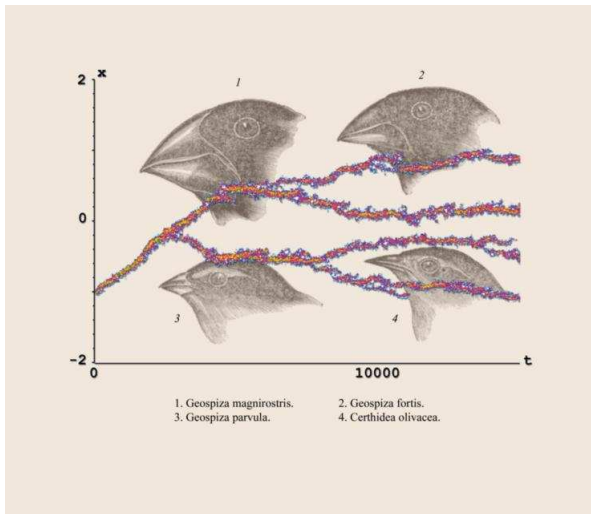 x
2
1
2
0
3
4
-2
t
0 10000
1. Geospiza magnirostris. 2. Geospiza fortis.
3. Geospiza parvula. 4. Certhidea olivacea.